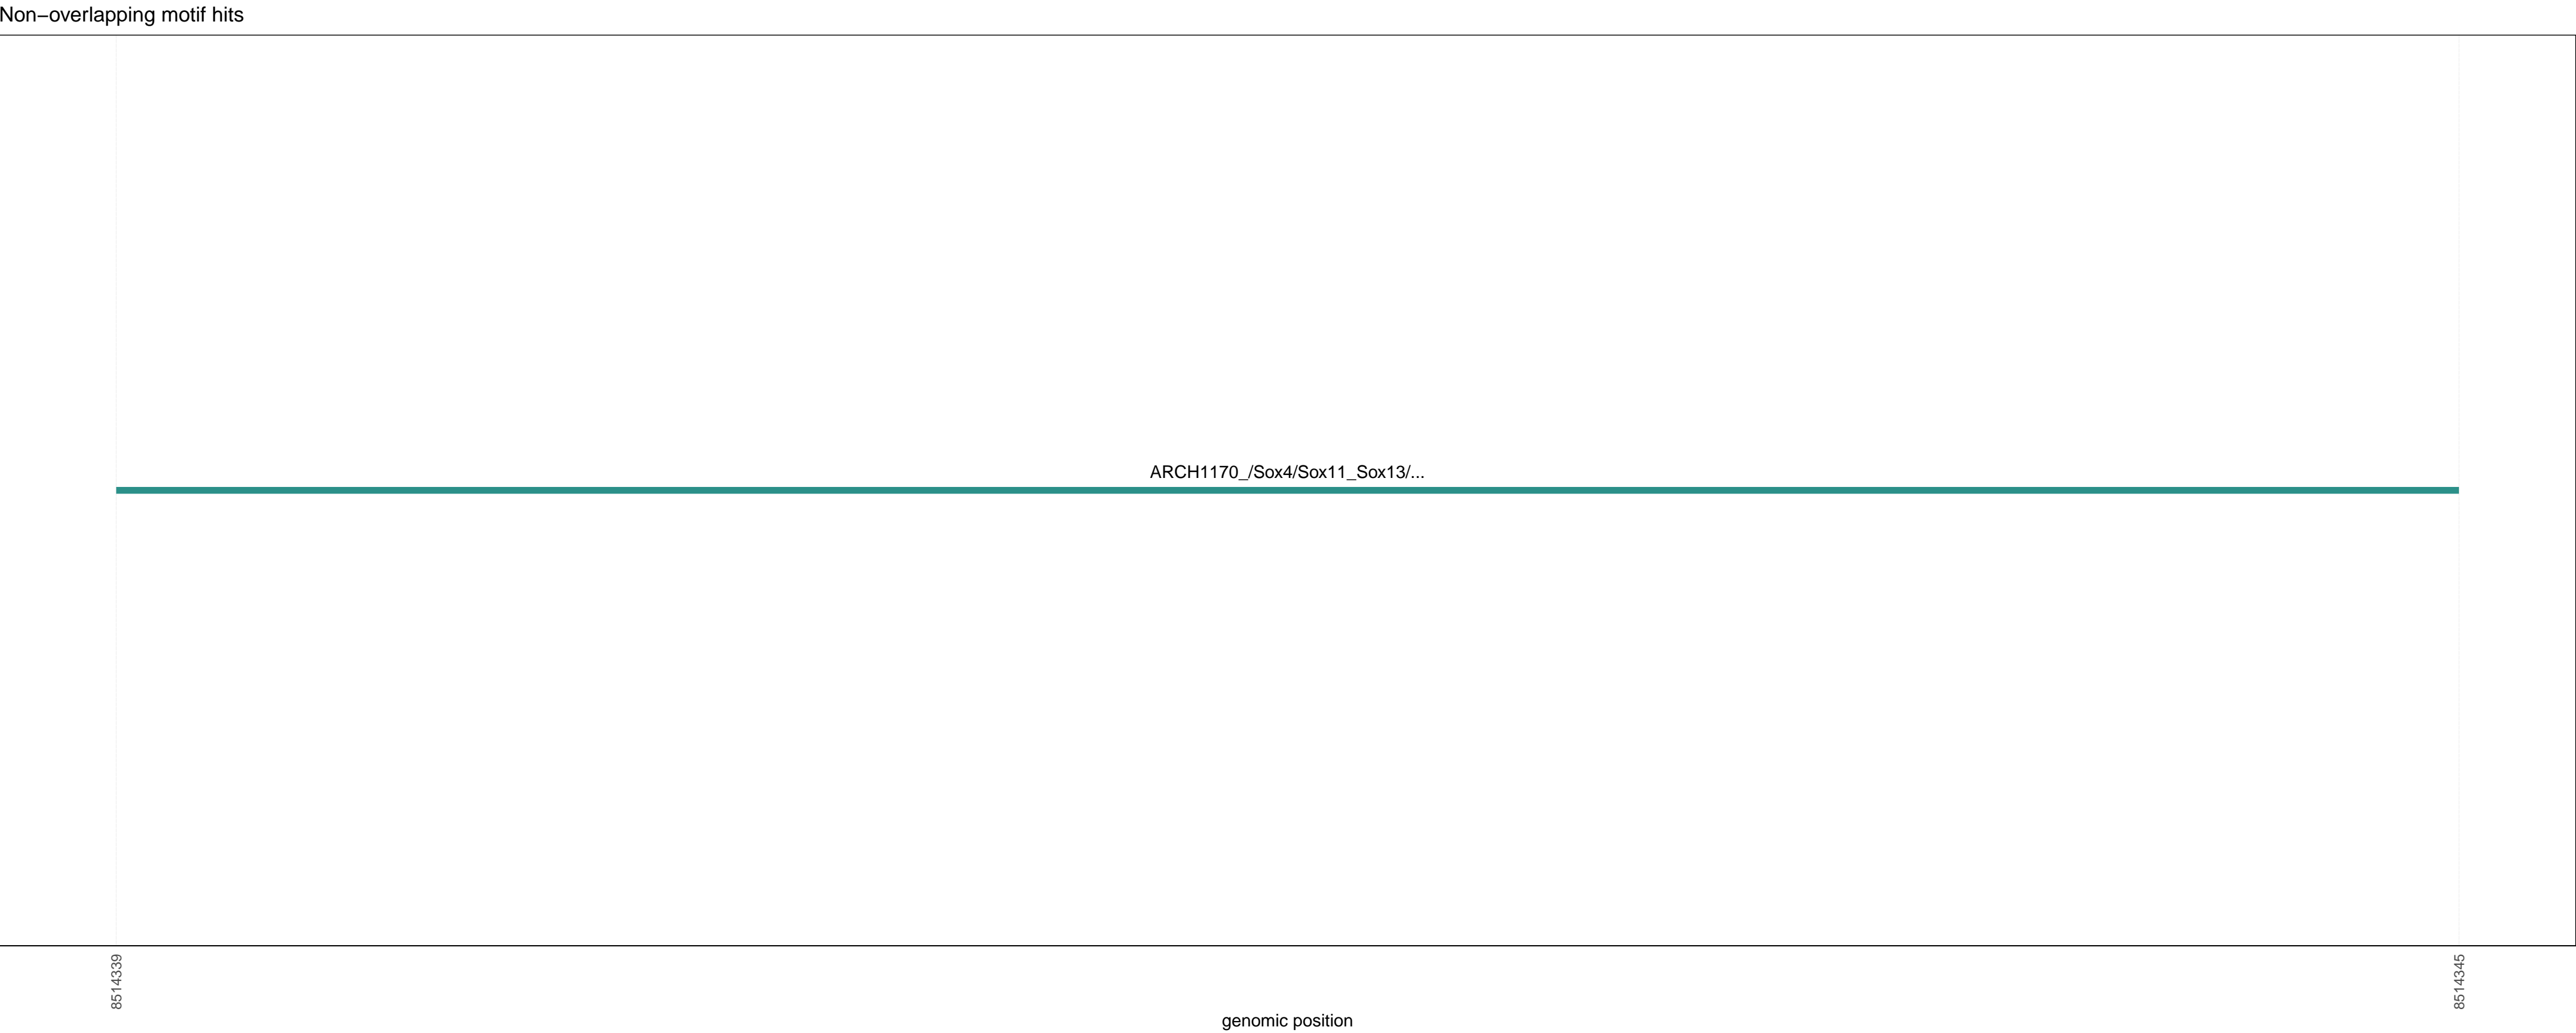 Non−overlapping motif hits
ARCH1170_/Sox4/Sox11_Sox13/...
8514339
8514345
genomic position